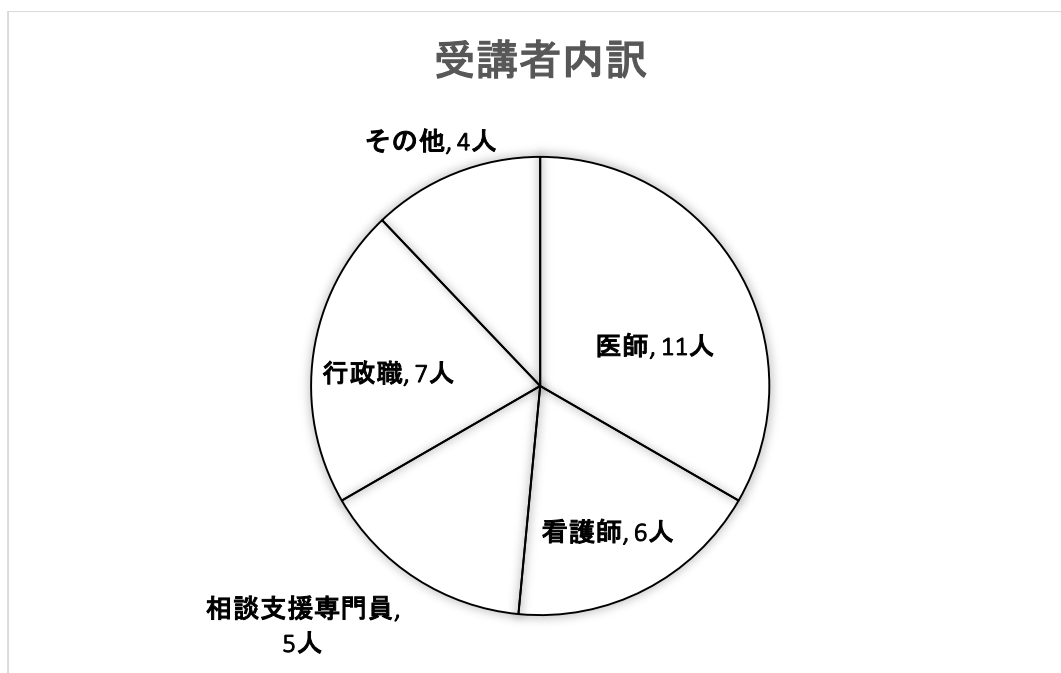 受講者内訳
その他, 4人
医師, 11人
行政職, 7人
看護師, 6人
相談支援専門員,
5人